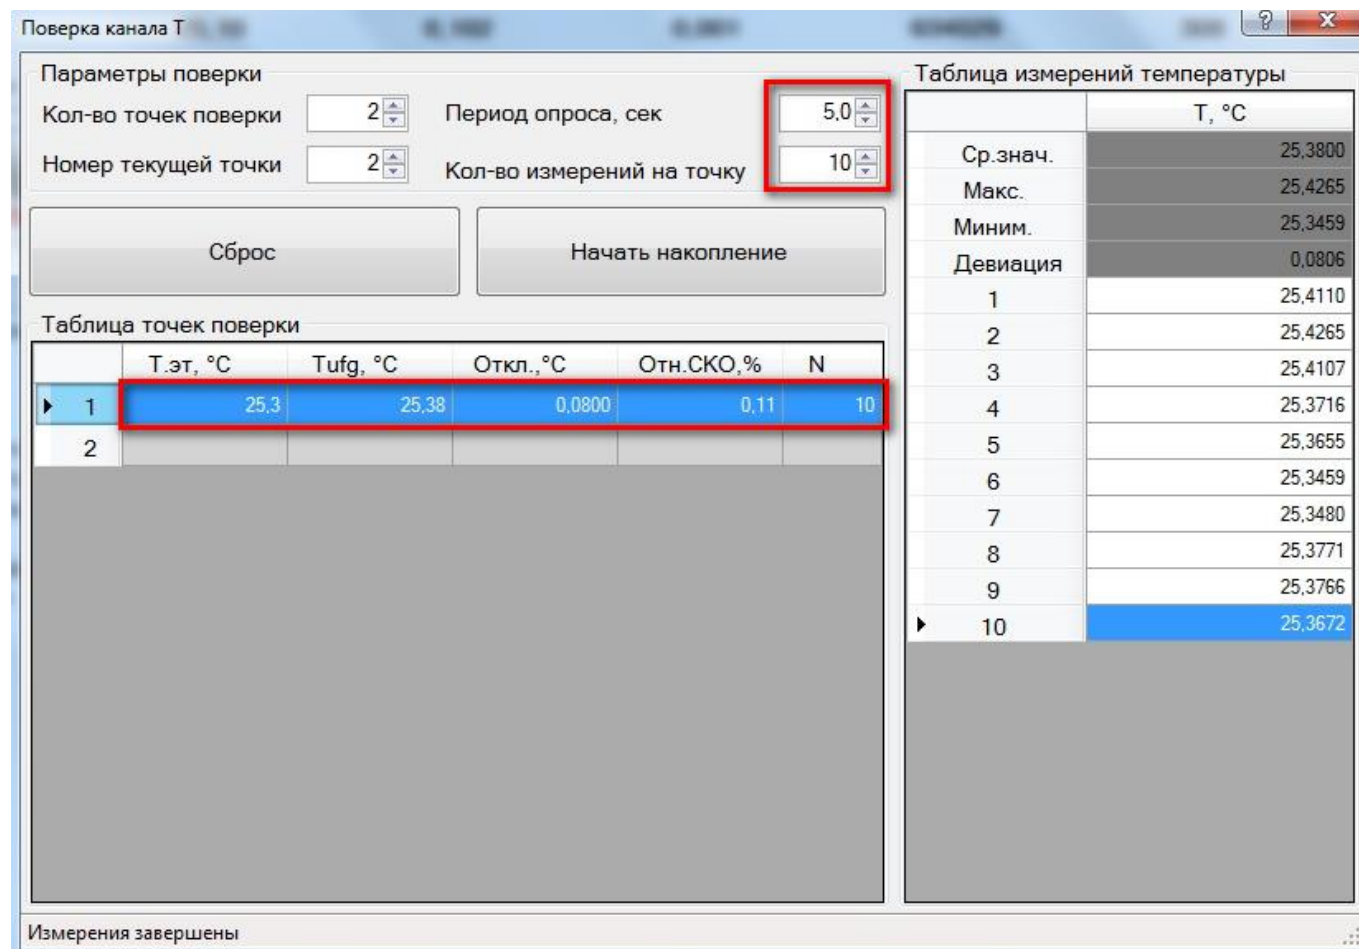 Поверка канала Т
Параметры поверки
Кол-во точек поверки 2 Период опроса, сек 5,0
Номер текущей точки 2 Кол-во измерений на точку 10
Сброс Начать накопление
Таблица точек поверки
Т.эт, °C Tufg, °C Откл.,°C Отн.СКО,% N
1 25,3 25,38 0,0800 0,11 10
2
Таблица измерений температуры
T, °C
Ср.знач. 25,3800
Макс. 25,4265
Миним. 25,3459
Девиация 0,0806
1 25,4110
2 25,4265
3 25,4107
4 25,3716
5 25,3655
6 25,3459
7 25,3480
8 25,3771
9 25,3766
10 25,3672
Измерения завершены